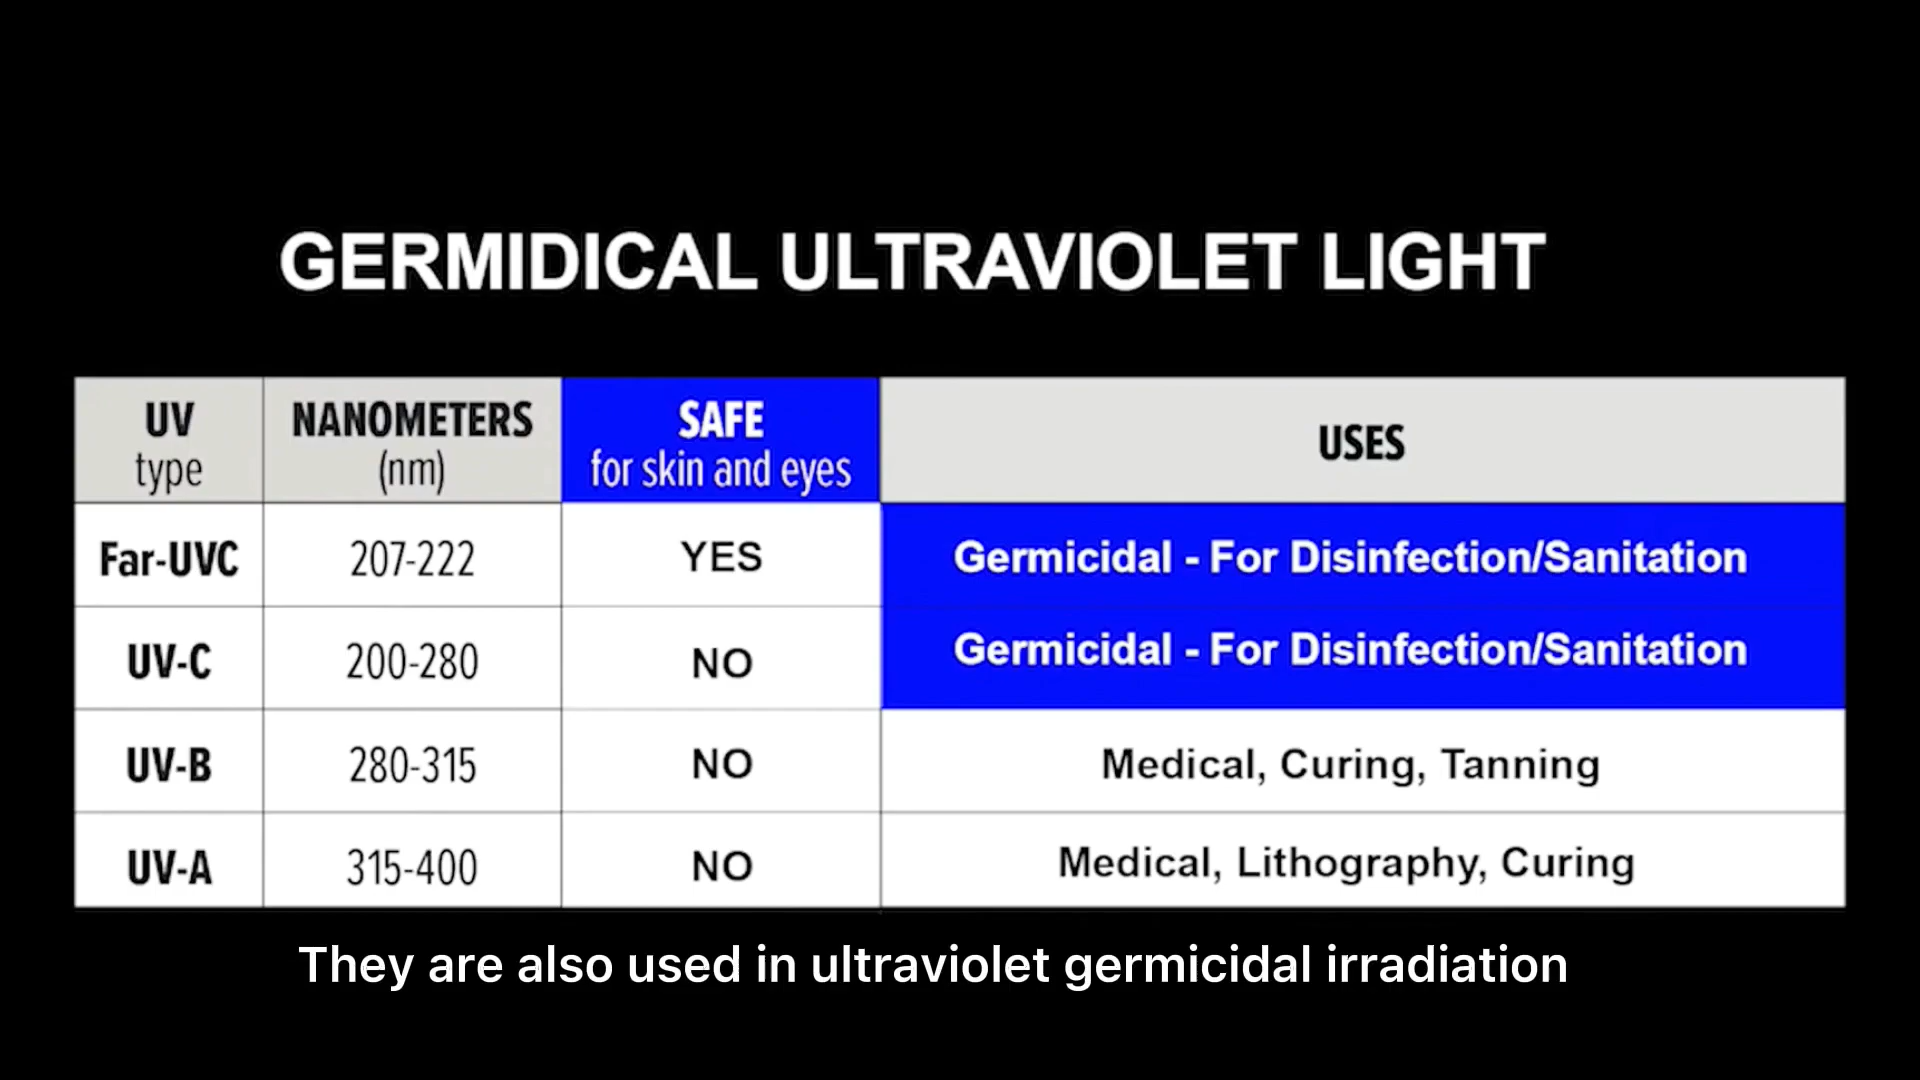 GERMIDICAL ULTRAVIOLET LIGHT
UV type NANOMETERS (nm) SAFE for skin and eyes USES
Far-UVC 207-222 YES Germicidal - For Disinfection/Sanitation
UV-C 200-280 NO Germicidal - For Disinfection/Sanitation
UV-B 280-315 NO Medical, Curing, Tanning
UV-A 315-400 NO Medical, Lithography, Curing
They are also used in ultraviolet germicidal irradiation